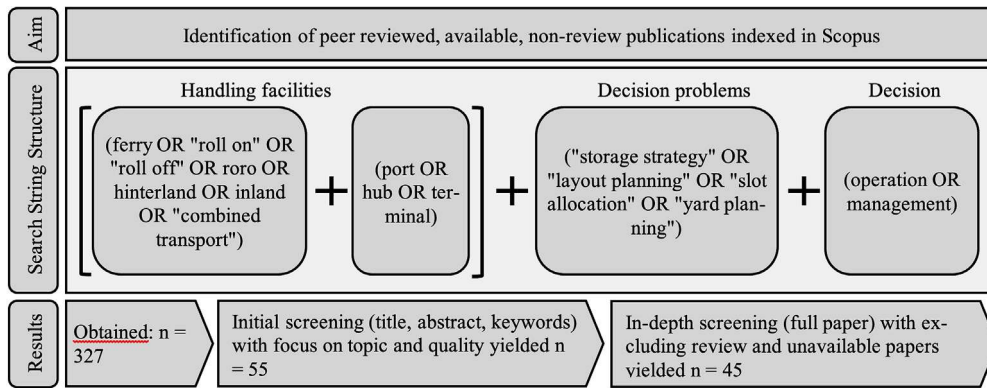 Aim
Identification of peer reviewed, available, non-review publications indexed in Scopus
Search String Structure
Handling facilities
Decision problems
Decision
(ferry OR "roll on" OR
"roll off" OR roro OR
hinterland OR inland
OR "combined
transport")
+
(port OR
hub OR ter-
minal)
+
("storage strategy" OR
"layout planning" OR "slot
allocation" OR "yard plan-
ning")
+
(operation OR
management)
Results
Obtained: n =
327
Initial screening (title, abstract, keywords)
with focus on topic and quality yielded n
= 55
In-depth screening (full paper) with ex-
cluding review and unavailable papers
yielded n = 45